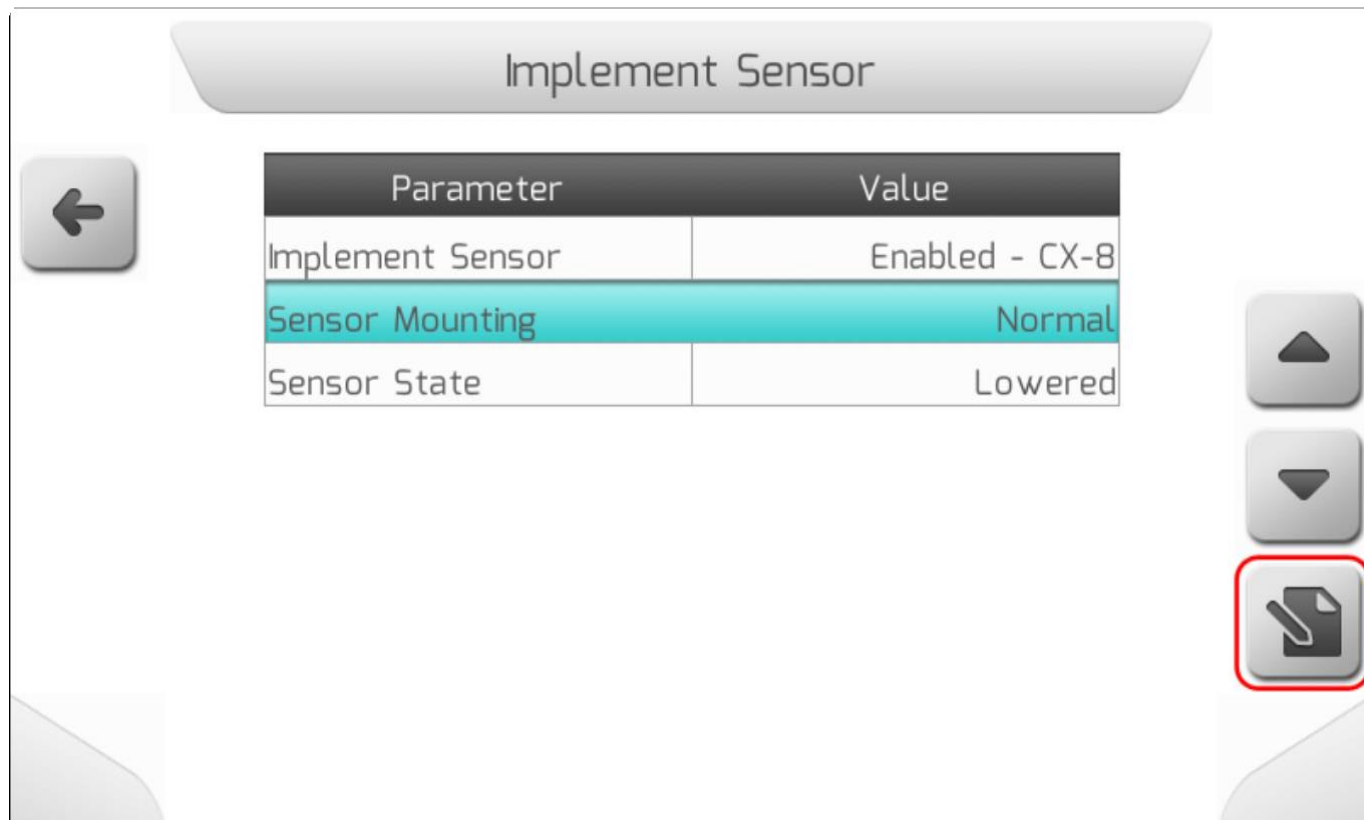 Implement Sensor
Parameter Value
Implement Sensor Enabled - CX-8
Sensor Mounting Normal
Sensor State Lowered